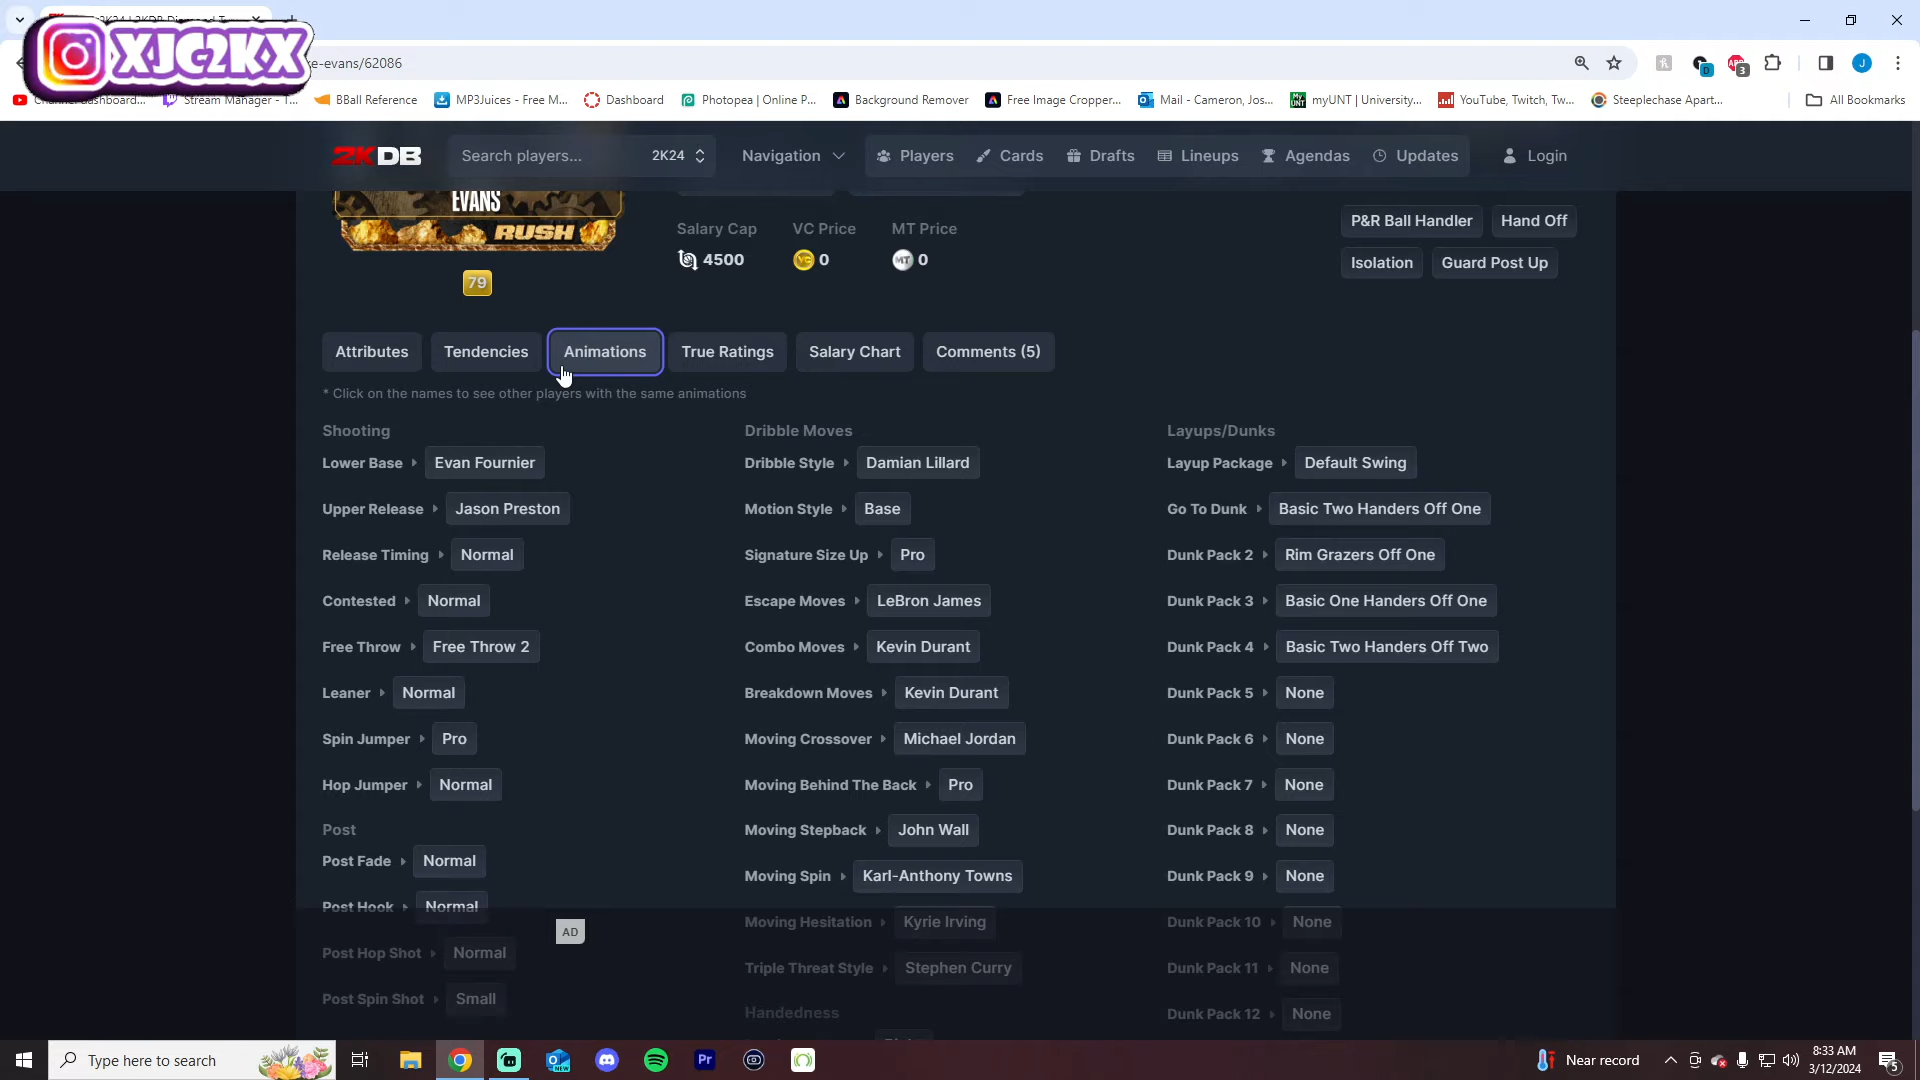 XJC2KX
re-evans/62086
Channel dashboard...
Stream Manager - T...
BBall Reference
MP3Juices - Free M...
Dashboard
Photopea | Online P...
Background Remover
Free Image Cropper...
Mail - Cameron, Jos...
myUNT | University...
YouTube, Twitch, Tw...
Steeplechase Apart...
All Bookmarks
2KDB
Search players...
2K24
Navigation
Players
Cards
Drafts
Lineups
Agendas
Updates
Login
EVANS
RUSH
79
Salary Cap
4500
VC Price
0
MT Price
MT 0
P&R Ball Handler
Hand Off
Isolation
Guard Post Up
Attributes
Tendencies
Animations
True Ratings
Salary Chart
Comments (5)
* Click on the names to see other players with the same animations
Shooting
Lower Base Evan Fournier
Upper Release Jason Preston
Release Timing Normal
Contested Normal
Free Throw Free Throw 2
Leaner Normal
Spin Jumper Pro
Hop Jumper Normal
Post
Post Fade Normal
Post Hook Normal
Post Hop Shot Normal
Post Spin Shot Small
AD
Dribble Moves
Dribble Style Damian Lillard
Motion Style Base
Signature Size Up Pro
Escape Moves LeBron James
Combo Moves Kevin Durant
Breakdown Moves Kevin Durant
Moving Crossover Michael Jordan
Moving Behind The Back Pro
Moving Stepback John Wall
Moving Spin Karl-Anthony Towns
Moving Hesitation Kyrie Irving
Triple Threat Style Stephen Curry
Handedness
Layups/Dunks
Layup Package Default Swing
Go To Dunk Basic Two Handers Off One
Dunk Pack 2 Rim Grazers Off One
Dunk Pack 3 Basic One Handers Off One
Dunk Pack 4 Basic Two Handers Off Two
Dunk Pack 5 None
Dunk Pack 6 None
Dunk Pack 7 None
Dunk Pack 8 None
Dunk Pack 9 None
Dunk Pack 10 None
Dunk Pack 11 None
Dunk Pack 12 None
Type here to search
Near record
8:33 AM
3/12/2024
5